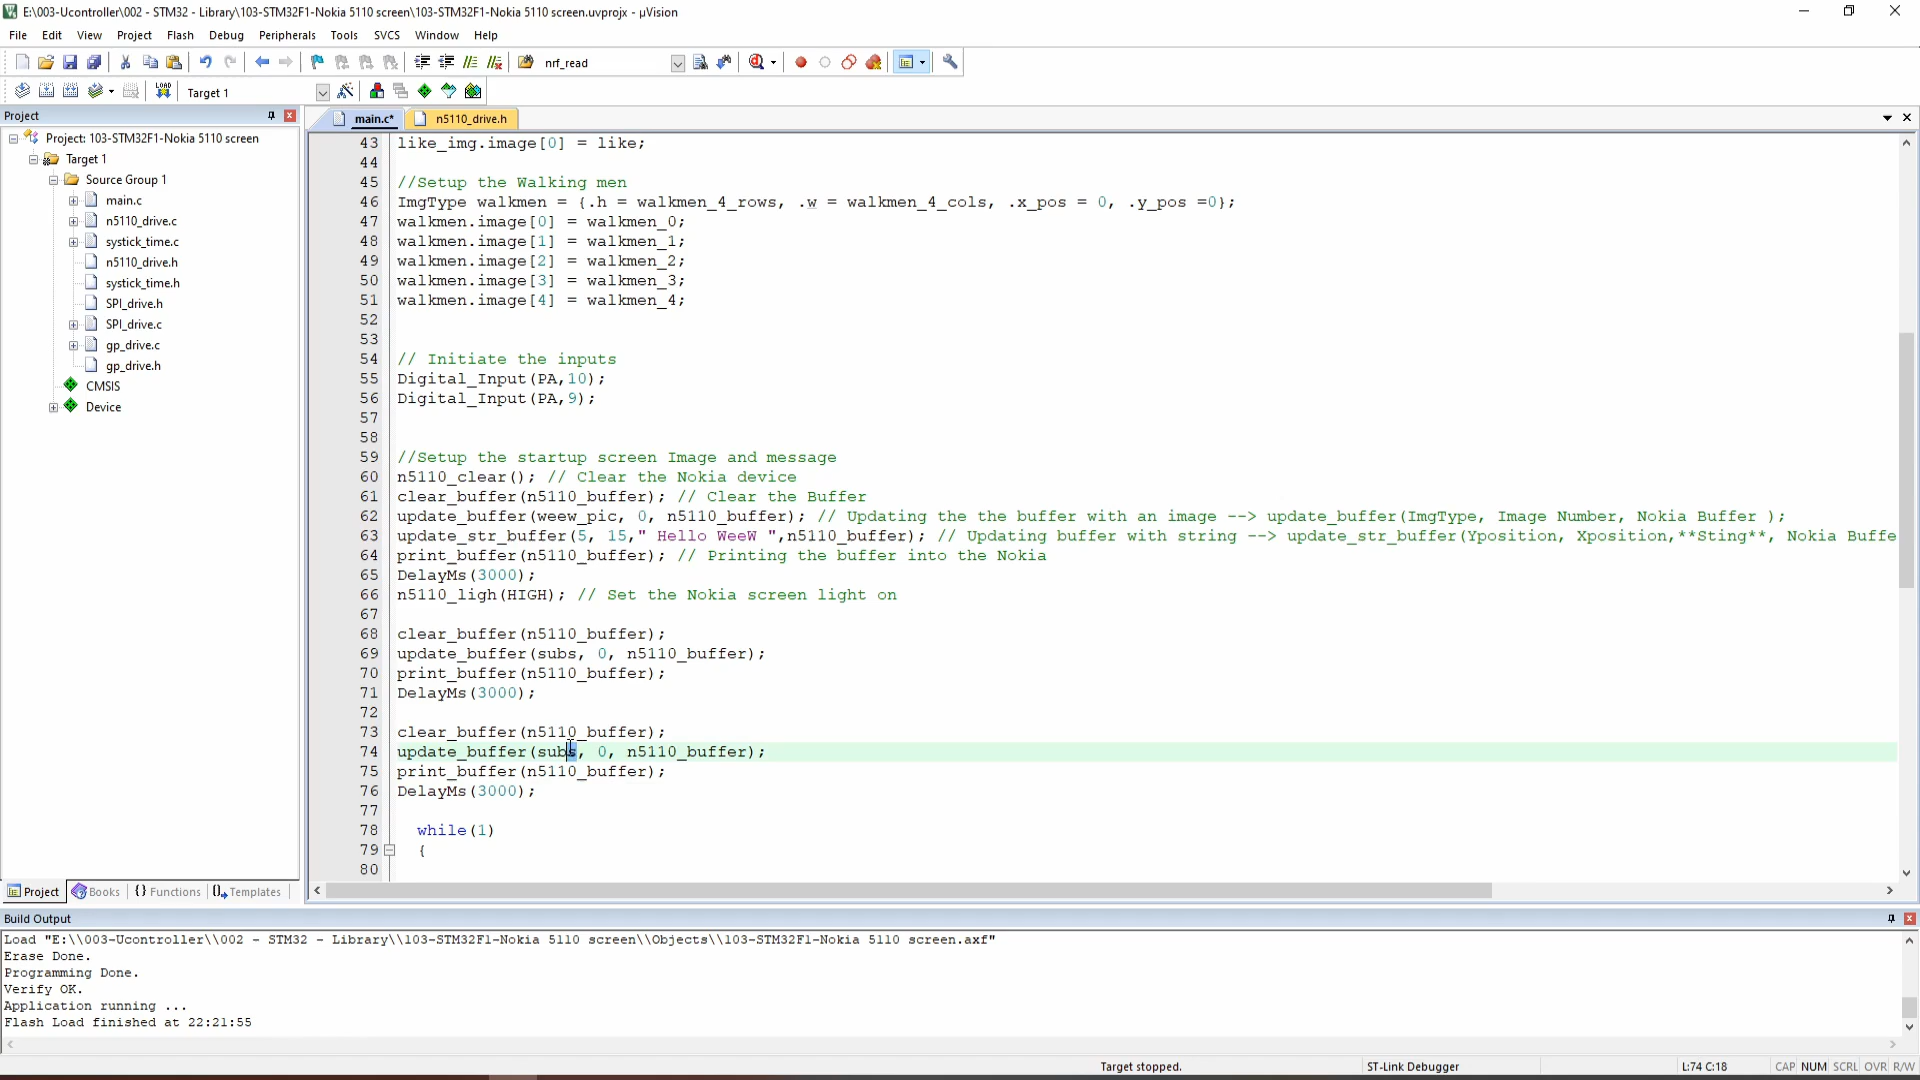 E:\003-Ucontroller\002 - STM32 - Library\103-STM32F1-Nokia 5110 screen\103-STM32F1-Nokia 5110 screen.uvprojx - µVision
File Edit View Project Flash Debug Peripherals Tools SVCS Window Help
nrf_read
LOAD Target 1
Project
main.c* n5110_drive.h
Project: 103-STM32F1-Nokia 5110 screen
Target 1
Source Group 1
main.c
n5110_drive.c
systick_time.c
n5110_drive.h
systick_time.h
SPI_drive.h
SPI_drive.c
gp_drive.c
gp_drive.h
CMSIS
Device
43 like_img.image[0] = like;
44
45 //Setup the Walking men
46 ImgType walkmen = {.h = walkmen_4_rows, .w = walkmen_4_cols, .x_pos = 0, .y_pos =0};
47 walkmen.image[0] = walkmen_0;
48 walkmen.image[1] = walkmen_1;
49 walkmen.image[2] = walkmen_2;
50 walkmen.image[3] = walkmen_3;
51 walkmen.image[4] = walkmen_4;
52
53
54 // Initiate the inputs
55 Digital_Input(PA,10);
56 Digital_Input(PA,9);
57
58
59 //Setup the startup screen Image and message
60 n5110_clear(); // Clear the Nokia device
61 clear_buffer(n5110_buffer); // Clear the Buffer
62 update_buffer(weew_pic, 0, n5110_buffer); // Updating the the buffer with an image --> update_buffer(ImgType, Image Number, Nokia Buffer );
63 update_str_buffer(5, 15," Hello WeeW ",n5110_buffer); // Updating buffer with string --> update_str_buffer(Yposition, Xposition,**Sting**, Nokia Buffe
64 print_buffer(n5110_buffer); // Printing the buffer into the Nokia
65 DelayMs(3000);
66 n5110_ligh(HIGH); // Set the Nokia screen light on
67
68 clear_buffer(n5110_buffer);
69 update_buffer(subs, 0, n5110_buffer);
70 print_buffer(n5110_buffer);
71 DelayMs(3000);
72
73 clear_buffer(n5110_buffer);
74 update_buffer(subs, 0, n5110_buffer);
75 print_buffer(n5110_buffer);
76 DelayMs(3000);
77
78 while(1)
79 {
80
Project Books {} Functions Templates
Build Output
Load "E:\\003-Ucontroller\\002 - STM32 - Library\\103-STM32F1-Nokia 5110 screen\\Objects\\103-STM32F1-Nokia 5110 screen.axf"
Erase Done.
Programming Done.
Verify OK.
Application running ...
Flash Load finished at 22:21:55
Target stopped. ST-Link Debugger L:74 C:18 CAP NUM SCRL OVR R/W